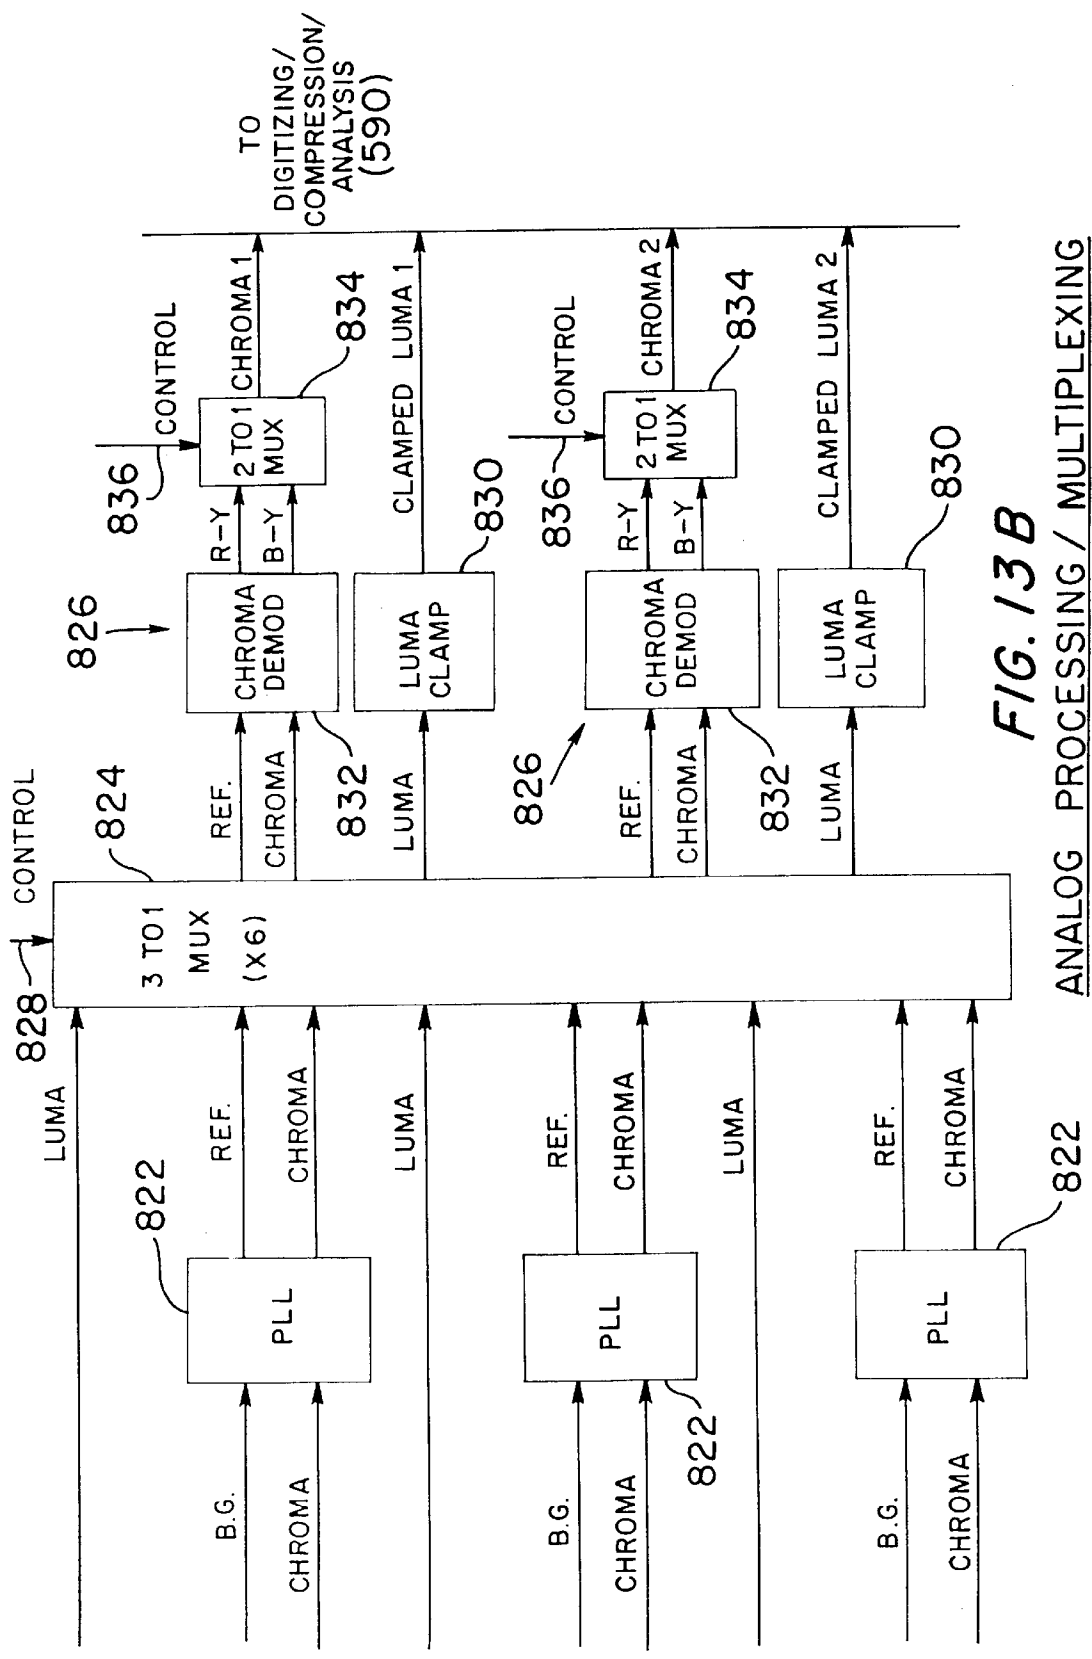 LUMA
828
CONTROL
B.G.
CHROMA
PLL
822
REF.
CHROMA
LUMA
B.G.
CHROMA
PLL
822
REF.
CHROMA
LUMA
B.G.
CHROMA
PLL
822
REF.
CHROMA
3 TO 1
MUX
(X6)
824
REF.
CHROMA
832
CHROMA
DEMOD
826
R-Y
B-Y
836
CONTROL
2 TO 1
MUX
834
CHROMA 1
LUMA
LUMA
CLAMP
830
CLAMPED LUMA 1
826
REF.
CHROMA
832
CHROMA
DEMOD
R-Y
B-Y
836
CONTROL
2 TO 1
MUX
834
CHROMA 2
LUMA
LUMA
CLAMP
830
CLAMPED LUMA 2
TO
DIGITIZING/
COMPRESSION/
ANALYSIS
(590)
FIG. 13B
ANALOG PROCESSING / MULTIPLEXING